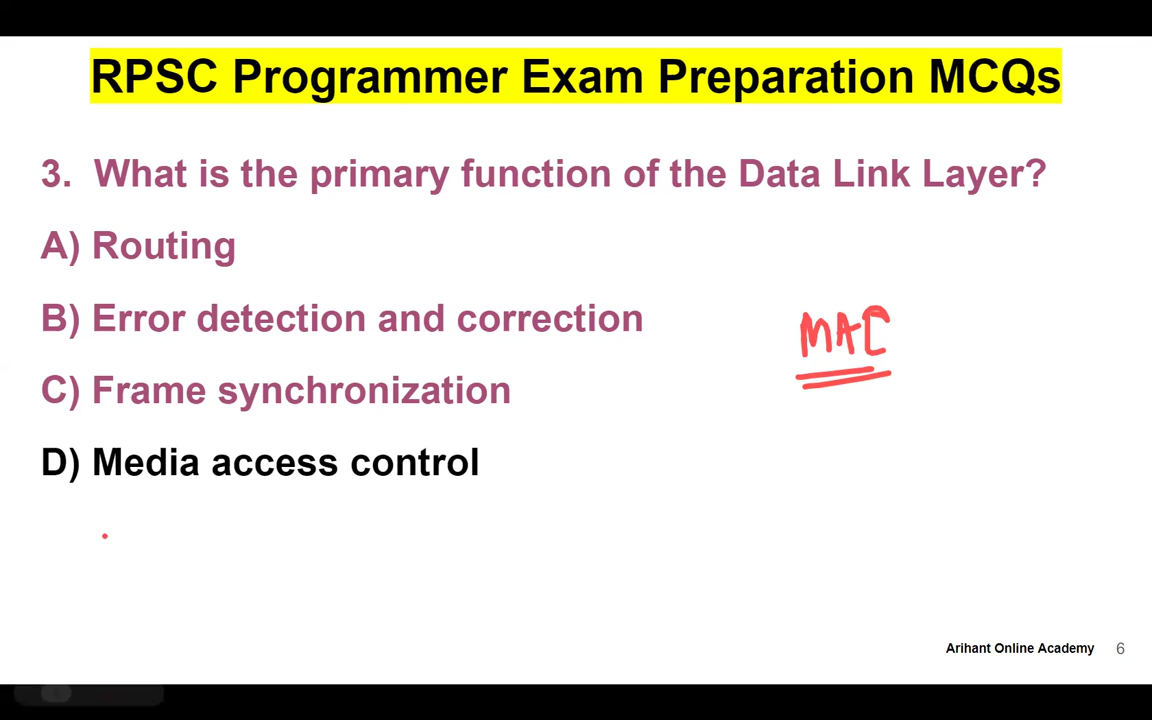 RPSC Programmer Exam Preparation MCQs
3. What is the primary function of the Data Link Layer?
A) Routing
B) Error detection and correction
MAC
C) Frame synchronization
D) Media access control
Arihant Online Academy 6